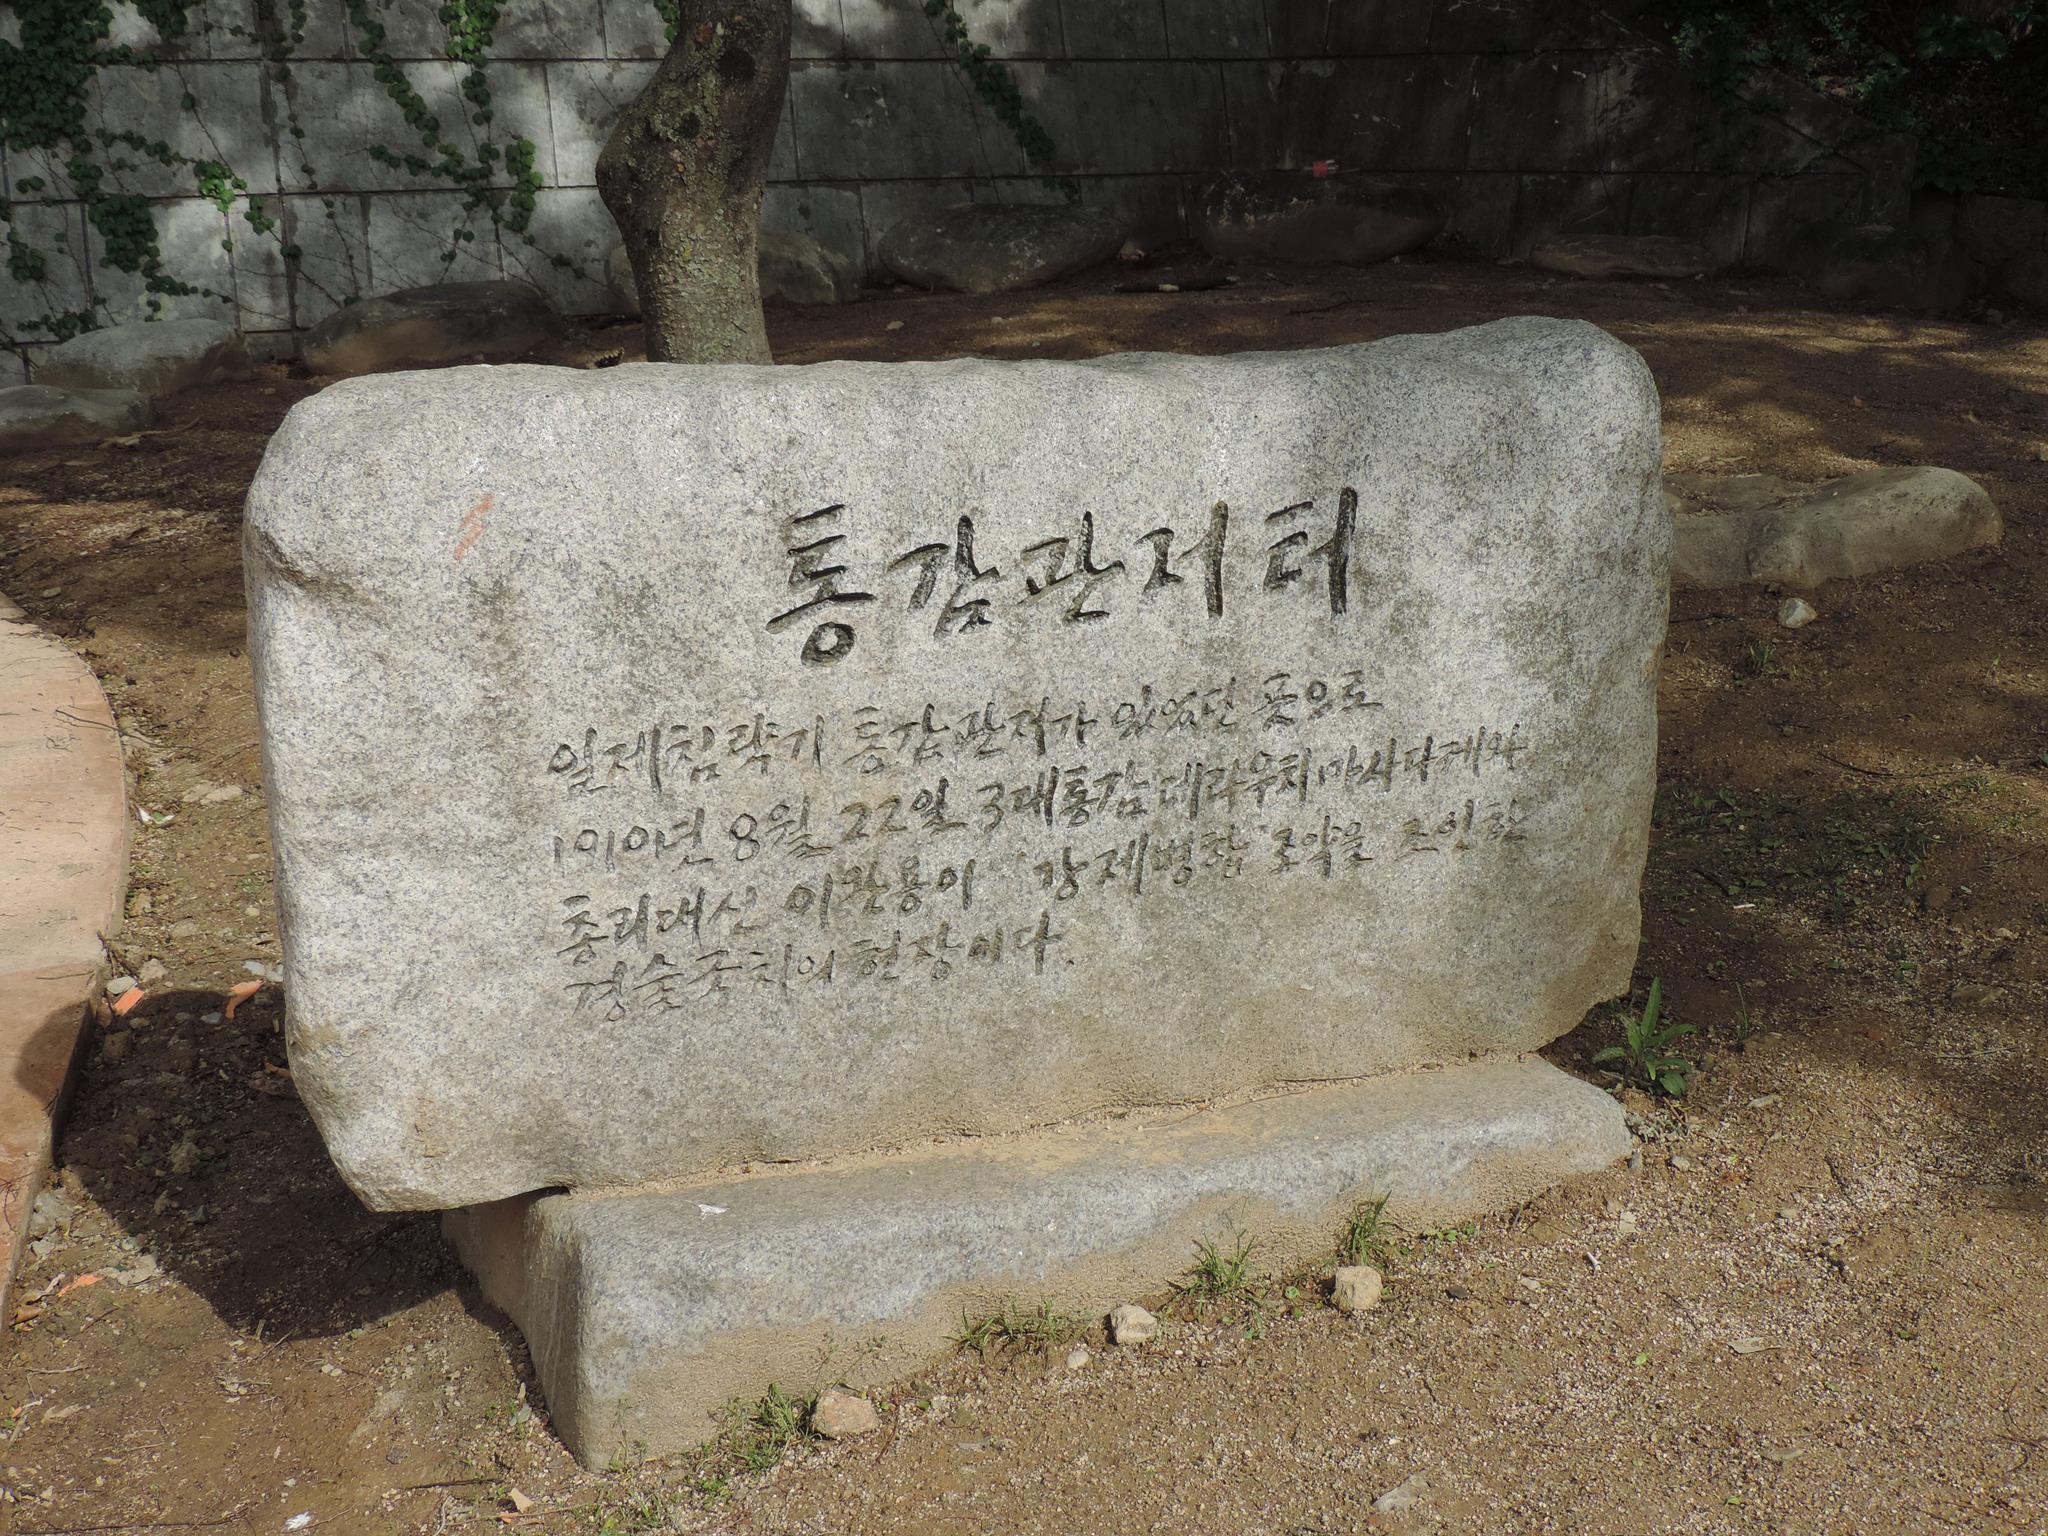 통감관저 터
일제침략기 통감관저가 있었던 곳으로
1910년 8월 22일 3대 통감 데라우치 마사다케와
총리대신 이완용이 '강제병합' 조약을 조인한
경술국치의 현장이다.